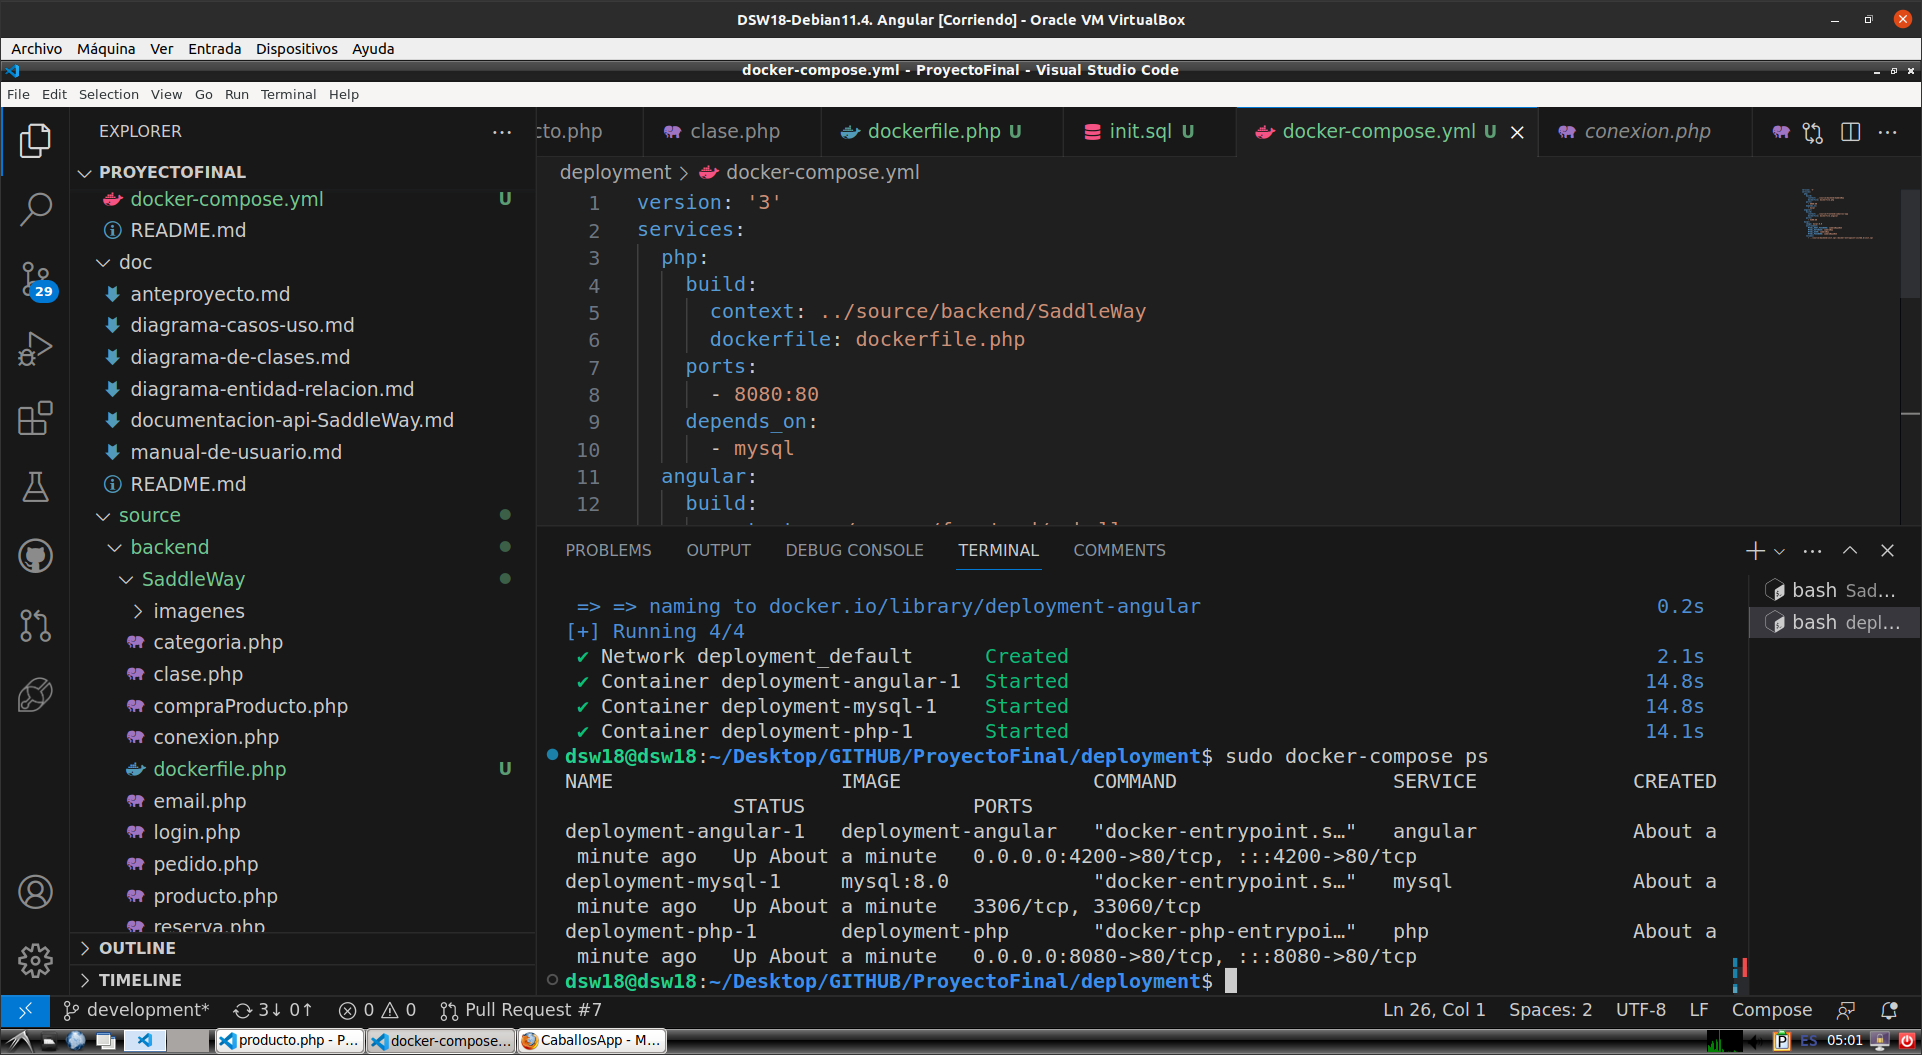 DSW18-Debian11.4. Angular [Corriendo] - Oracle VM VirtualBox
Archivo Máquina Ver Entrada Dispositivos Ayuda
docker-compose.yml - ProyectoFinal - Visual Studio Code
File Edit Selection View Go Run Terminal Help
EXPLORER
PROYECTOFINAL
docker-compose.yml U
README.md
doc
anteproyecto.md
diagrama-casos-uso.md
diagrama-de-clases.md
diagrama-entidad-relacion.md
documentacion-api-SaddleWay.md
manual-de-usuario.md
README.md
source
backend
SaddleWay
imagenes
categoria.php
clase.php
compraProducto.php
conexion.php
dockerfile.php U
email.php
login.php
pedido.php
producto.php
reserva.php
OUTLINE
TIMELINE
29
cto.php clase.php dockerfile.php U init.sql U docker-compose.yml U conexion.php
deployment > docker-compose.yml
1 version: '3'
2 services:
3 php:
4 build:
5 context: ../source/backend/SaddleWay
6 dockerfile: dockerfile.php
7 ports:
8 - 8080:80
9 depends_on:
10 - mysql
11 angular:
12 build:
PROBLEMS OUTPUT DEBUG CONSOLE TERMINAL COMMENTS
bash Sad...
bash depl...
=> => naming to docker.io/library/deployment-angular 0.2s
[+] Running 4/4
✔ Network deployment_default Created 2.1s
✔ Container deployment-angular-1 Started 14.8s
✔ Container deployment-mysql-1 Started 14.8s
✔ Container deployment-php-1 Started 14.1s
dsw18@dsw18:~/Desktop/GITHUB/ProyectoFinal/deployment$ sudo docker-compose ps
NAME IMAGE COMMAND SERVICE CREATED
STATUS PORTS
deployment-angular-1 deployment-angular "docker-entrypoint.s…" angular About a
minute ago Up About a minute 0.0.0.0:4200->80/tcp, :::4200->80/tcp
deployment-mysql-1 mysql:8.0 "docker-entrypoint.s…" mysql About a
minute ago Up About a minute 3306/tcp, 33060/tcp
deployment-php-1 deployment-php "docker-php-entrypoi…" php About a
minute ago Up About a minute 0.0.0.0:8080->80/tcp, :::8080->80/tcp
dsw18@dsw18:~/Desktop/GITHUB/ProyectoFinal/deployment$
development* 3↓ 0↑ 0 0 Pull Request #7 Ln 26, Col 1 Spaces: 2 UTF-8 LF Compose
producto.php - P... docker-compose... CaballosApp - M... ES 05:01